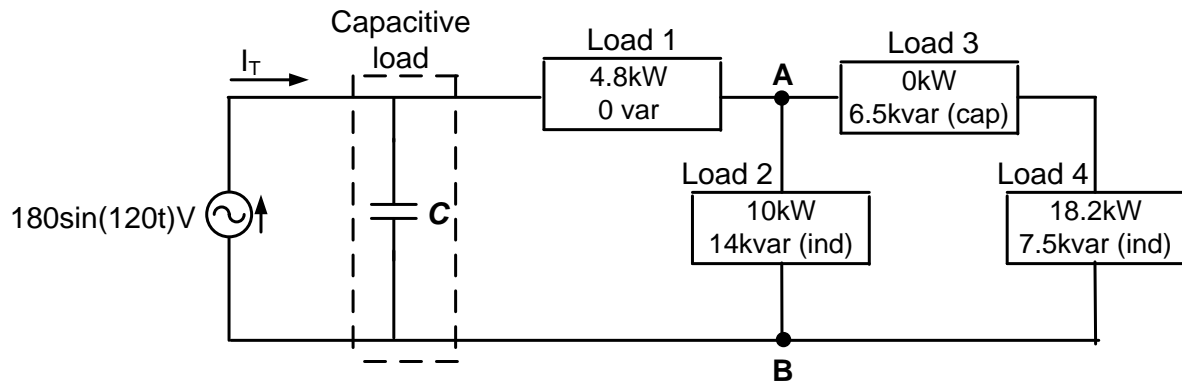 Capacitive
load
I_T
Load 1
4.8kW
0 var
A
Load 3
0kW
6.5kvar (cap)
180sin(120t)V
C
Load 2
10kW
14kvar (ind)
Load 4
18.2kW
7.5kvar (ind)
B